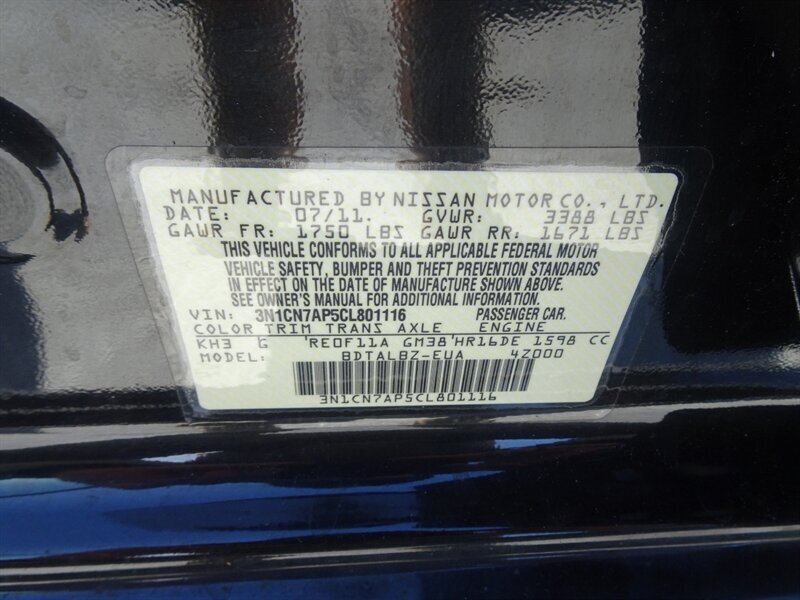 MANUFACTURED BY NISSAN MOTOR CO., LTD.
DATE: 07/11. GVWR: 3388 LBS
GAWR FR: 1750 LBS GAWR RR: 1671 LBS
THIS VEHICLE CONFORMS TO ALL APPLICABLE FEDERAL MOTOR
VEHICLE SAFETY, BUMPER AND THEFT PREVENTION STANDARDS
IN EFFECT ON THE DATE OF MANUFACTURE SHOWN ABOVE.
SEE OWNER'S MANUAL FOR ADDITIONAL INFORMATION.
VIN: 3N1CN7AP5CL801116 PASSENGER CAR.
COLOR TRIM TRANS AXLE ENGINE
KH3 G 'RE0F11A GM38'HR16DE 1598 CC
MODEL: BDTALBZ-EUA 4Z000
3N1CN7AP5CL801116